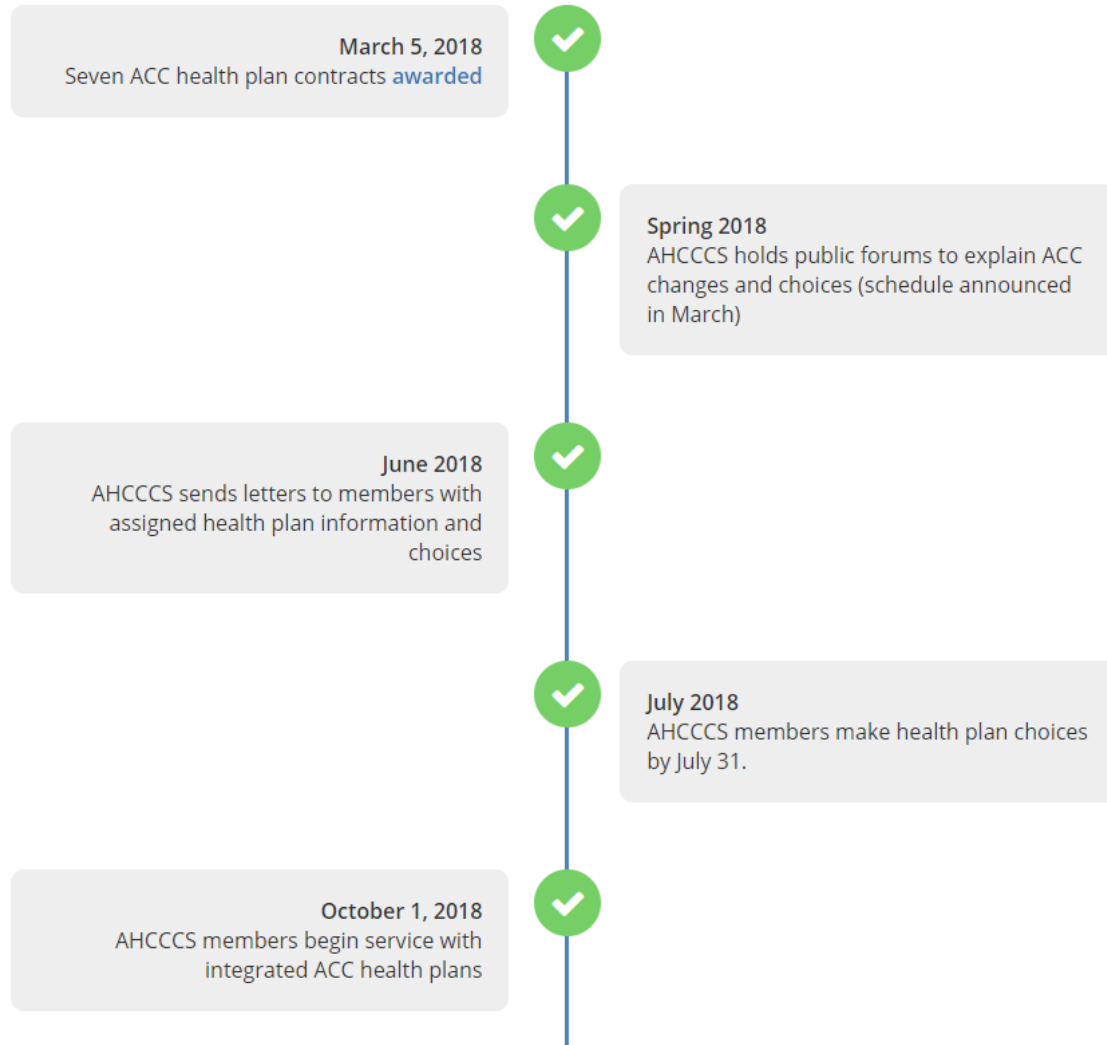 March 5, 2018
Seven ACC health plan contracts awarded
Spring 2018
AHCCCS holds public forums to explain ACC
changes and choices (schedule announced
in March)
June 2018
AHCCCS sends letters to members with
assigned health plan information and
choices
July 2018
AHCCCS members make health plan choices
by July 31.
October 1, 2018
AHCCCS members begin service with
integrated ACC health plans